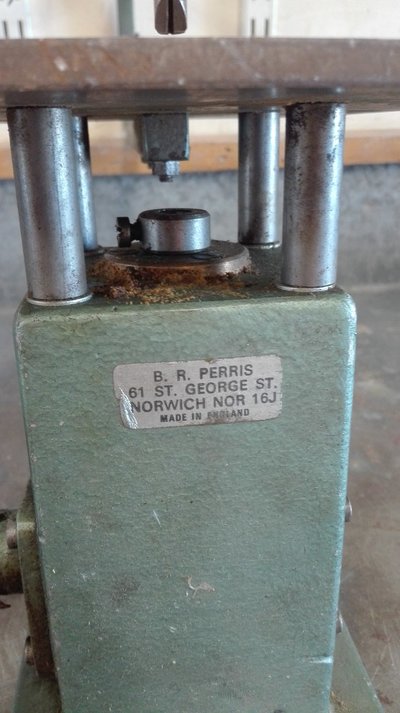 B. R. PERRIS
61 ST. GEORGE ST.
NORWICH NOR 16J
MADE IN ENGLAND